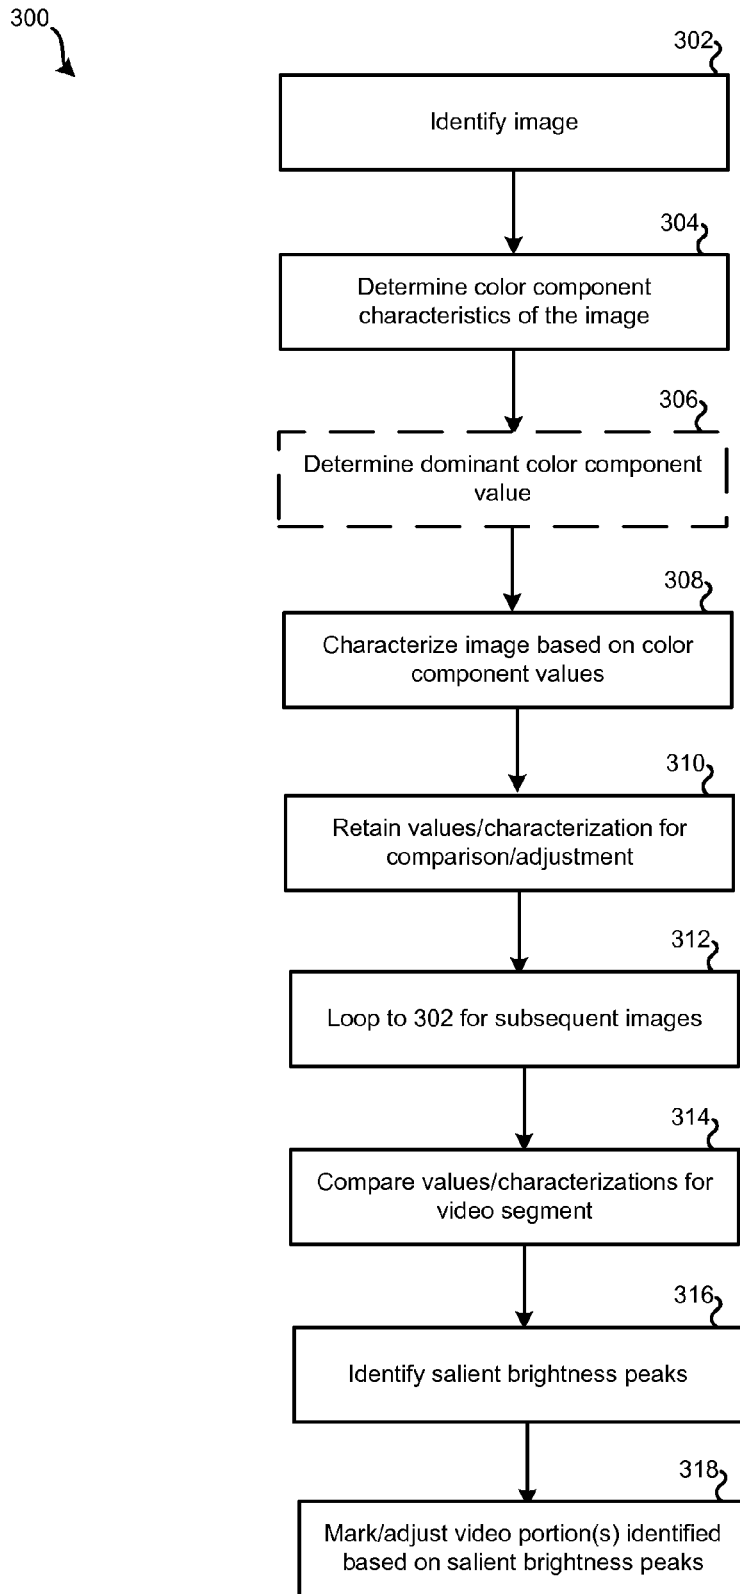 300
302
Identify image
304
Determine color component
characteristics of the image
306
Determine dominant color component
value
308
Characterize image based on color
component values
310
Retain values/characterization for
comparison/adjustment
312
Loop to 302 for subsequent images
314
Compare values/characterizations for
video segment
316
Identify salient brightness peaks
318
Mark/adjust video portion(s) identified
based on salient brightness peaks